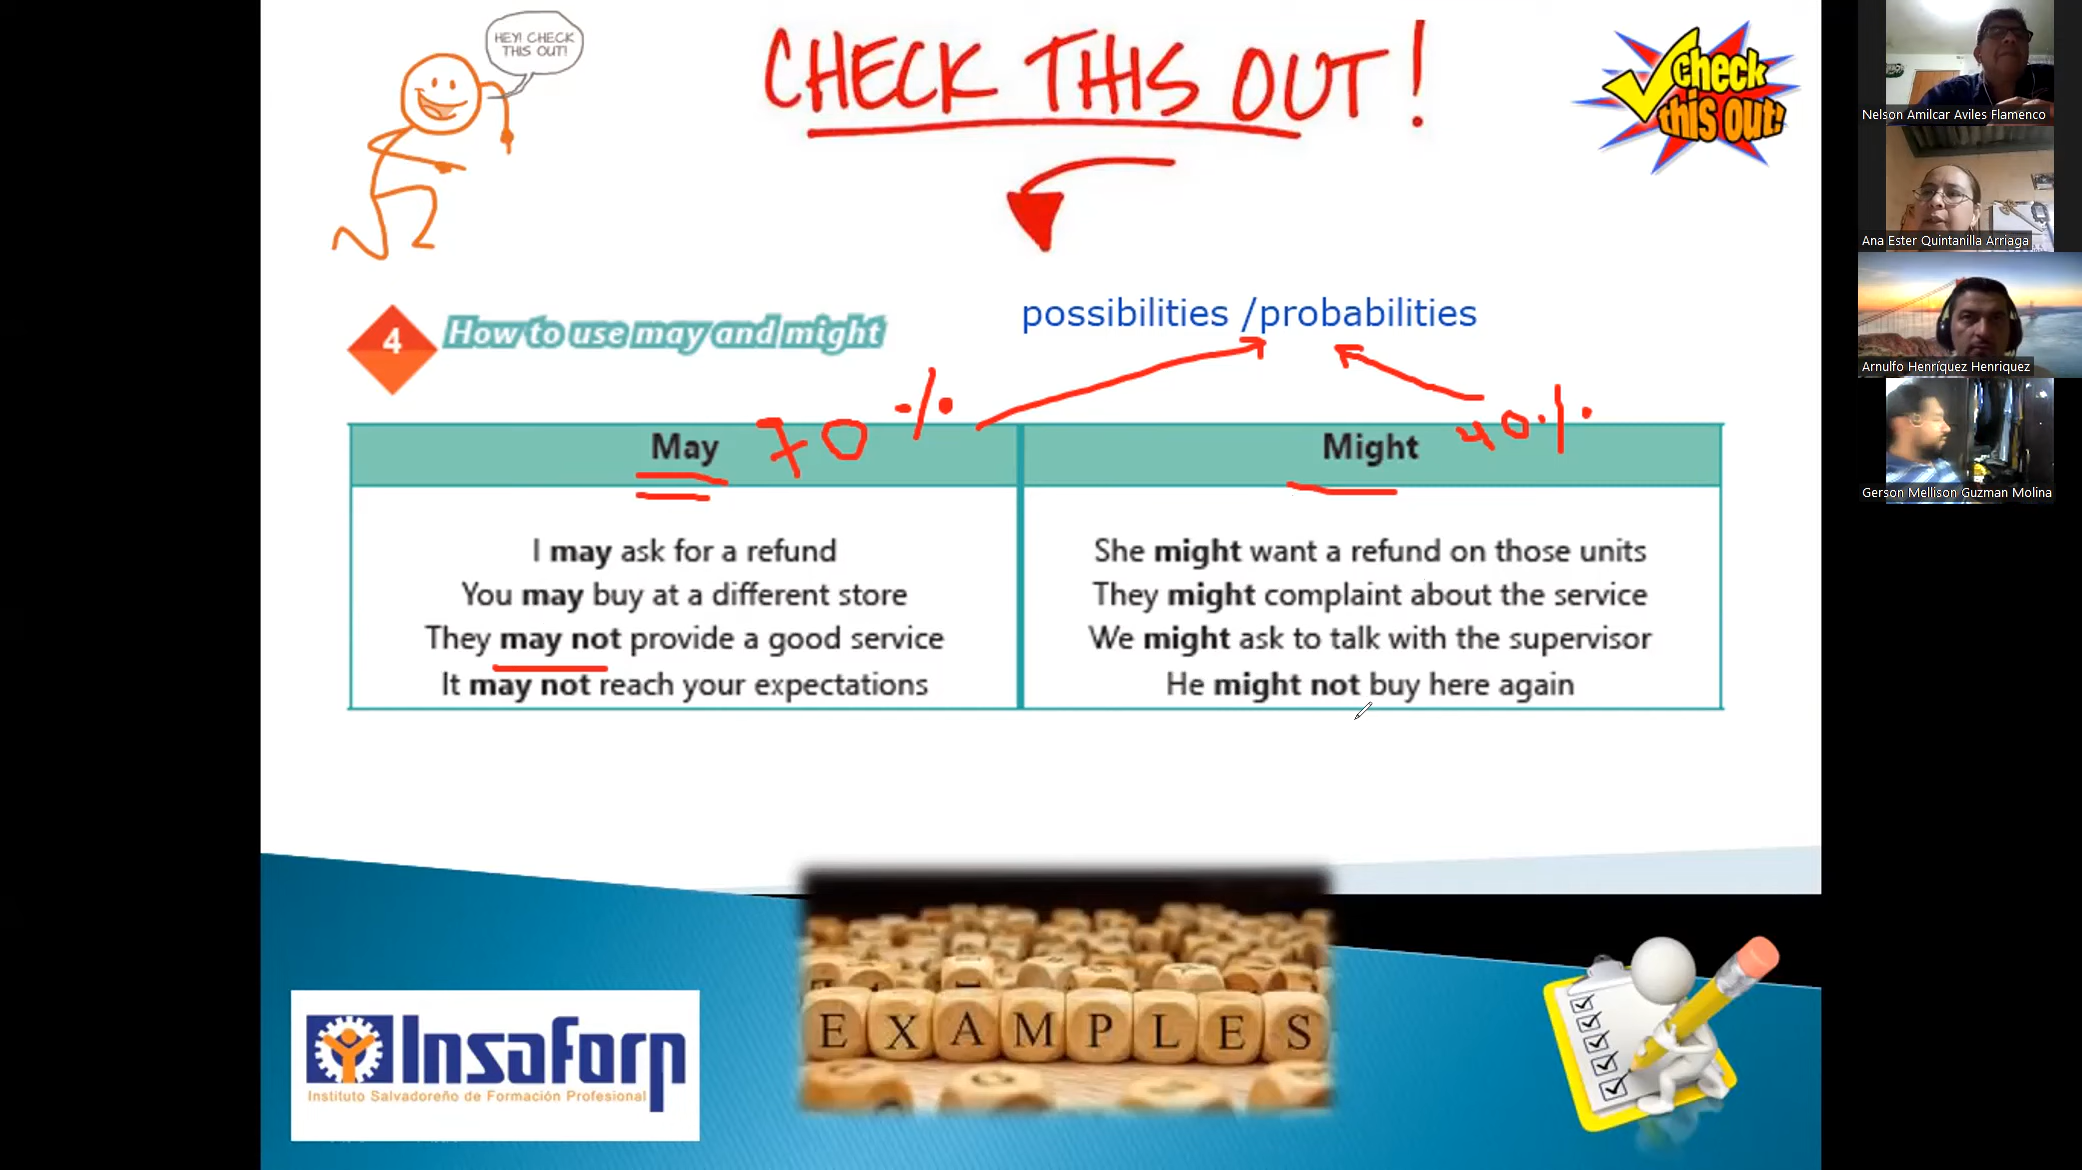 HEY! CHECK
THIS OUT!
CHECK THIS OUT!
Check
this out!
possibilities /probabilities
4
How to use may and might
May 70%
Might 40%
I may ask for a refund
You may buy at a different store
They may not provide a good service
It may not reach your expectations
She might want a refund on those units
They might complaint about the service
We might ask to talk with the supervisor
He might not buy here again
EXAMPLES
Insaforp
Instituto Salvadoreño de Formación Profesional
Nelson Amilcar Aviles Flamenco
Ana Ester Quintanilla Arriaga
Arnulfo Henríquez Henriquez
Gerson Mellison Guzman Molina